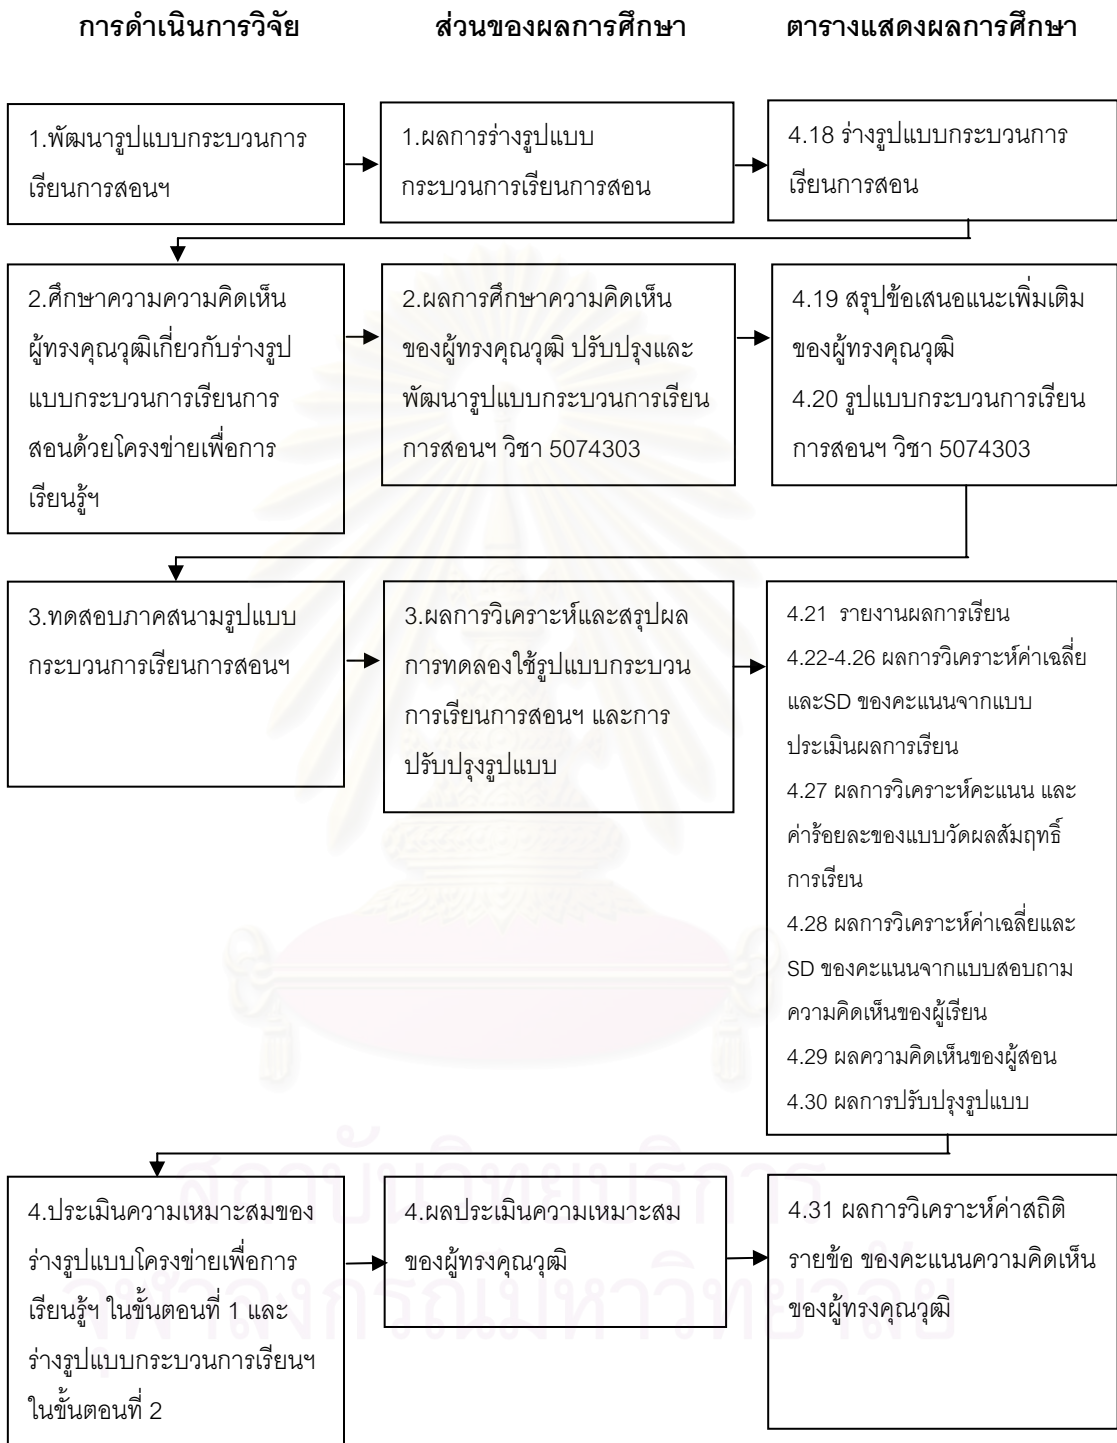 การดำเนินการวิจัย
ส่วนของผลการศึกษา
ตารางแสดงผลการศึกษา
1.พัฒนารูปแบบกระบวนการ
เรียนการสอนฯ
1.ผลการร่างรูปแบบ
กระบวนการเรียนการสอน
4.18 ร่างรูปแบบกระบวนการ
เรียนการสอน
2.ศึกษาความความคิดเห็น
ผู้ทรงคุณวุฒิเกี่ยวกับร่างรูป
แบบกระบวนการเรียนการ
สอนด้วยโครงข่ายเพื่อการ
เรียนรู้ฯ
2.ผลการศึกษาความคิดเห็น
ของผู้ทรงคุณวุฒิ ปรับปรุงและ
พัฒนารูปแบบกระบวนการเรียน
การสอนฯ วิชา 5074303
4.19 สรุปข้อเสนอแนะเพิ่มเติม
ของผู้ทรงคุณวุฒิ
4.20 รูปแบบกระบวนการเรียน
การสอนฯ วิชา 5074303
3.ทดสอบภาคสนามรูปแบบ
กระบวนการเรียนการสอนฯ
3.ผลการวิเคราะห์และสรุปผล
การทดลองใช้รูปแบบกระบวน
การเรียนการสอนฯ และการ
ปรับปรุงรูปแบบ
4.21 รายงานผลการเรียน
4.22-4.26 ผลการวิเคราะห์ค่าเฉลี่ย
และSD ของคะแนนจากแบบ
ประเมินผลการเรียน
4.27 ผลการวิเคราะห์คะแนน และ
ค่าร้อยละของแบบวัดผลสัมฤทธิ์
การเรียน
4.28 ผลการวิเคราะห์ค่าเฉลี่ยและ
SD ของคะแนนจากแบบสอบถาม
ความคิดเห็นของผู้เรียน
4.29 ผลความคิดเห็นของผู้สอน
4.30 ผลการปรับปรุงรูปแบบ
4.ประเมินความเหมาะสมของ
ร่างรูปแบบโครงข่ายเพื่อการ
เรียนรู้ฯ ในขั้นตอนที่ 1 และ
ร่างรูปแบบกระบวนการเรียนฯ
ในขั้นตอนที่ 2
4.ผลประเมินความเหมาะสม
ของผู้ทรงคุณวุฒิ
4.31 ผลการวิเคราะห์ค่าสถิติ
รายข้อ ของคะแนนความคิดเห็น
ของผู้ทรงคุณวุฒิ
สถาบันวิทยบริการ
จุฬาลงกรณ์มหาวิทยาลัย